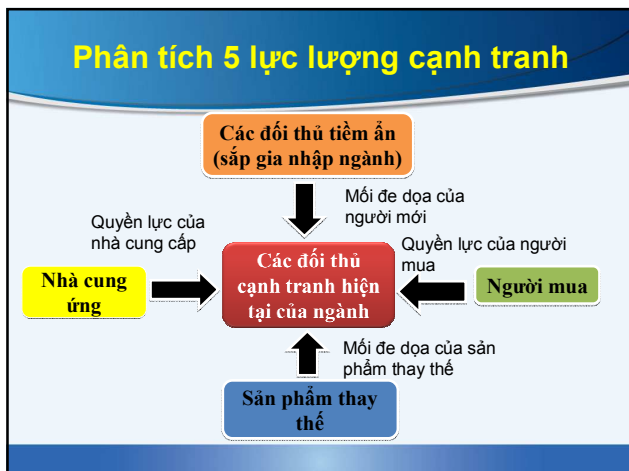 Phân tích 5 lực lượng cạnh tranh
Các đối thủ tiềm ẩn
(sắp gia nhập ngành)
Mối đe dọa của
người mới
Quyền lực của
nhà cung cấp
Quyền lực của người
mua
Nhà cung
ứng
Các đối thủ
cạnh tranh hiện
tại của ngành
Người mua
Mối đe dọa của sản
phẩm thay thế
Sản phẩm thay
thế